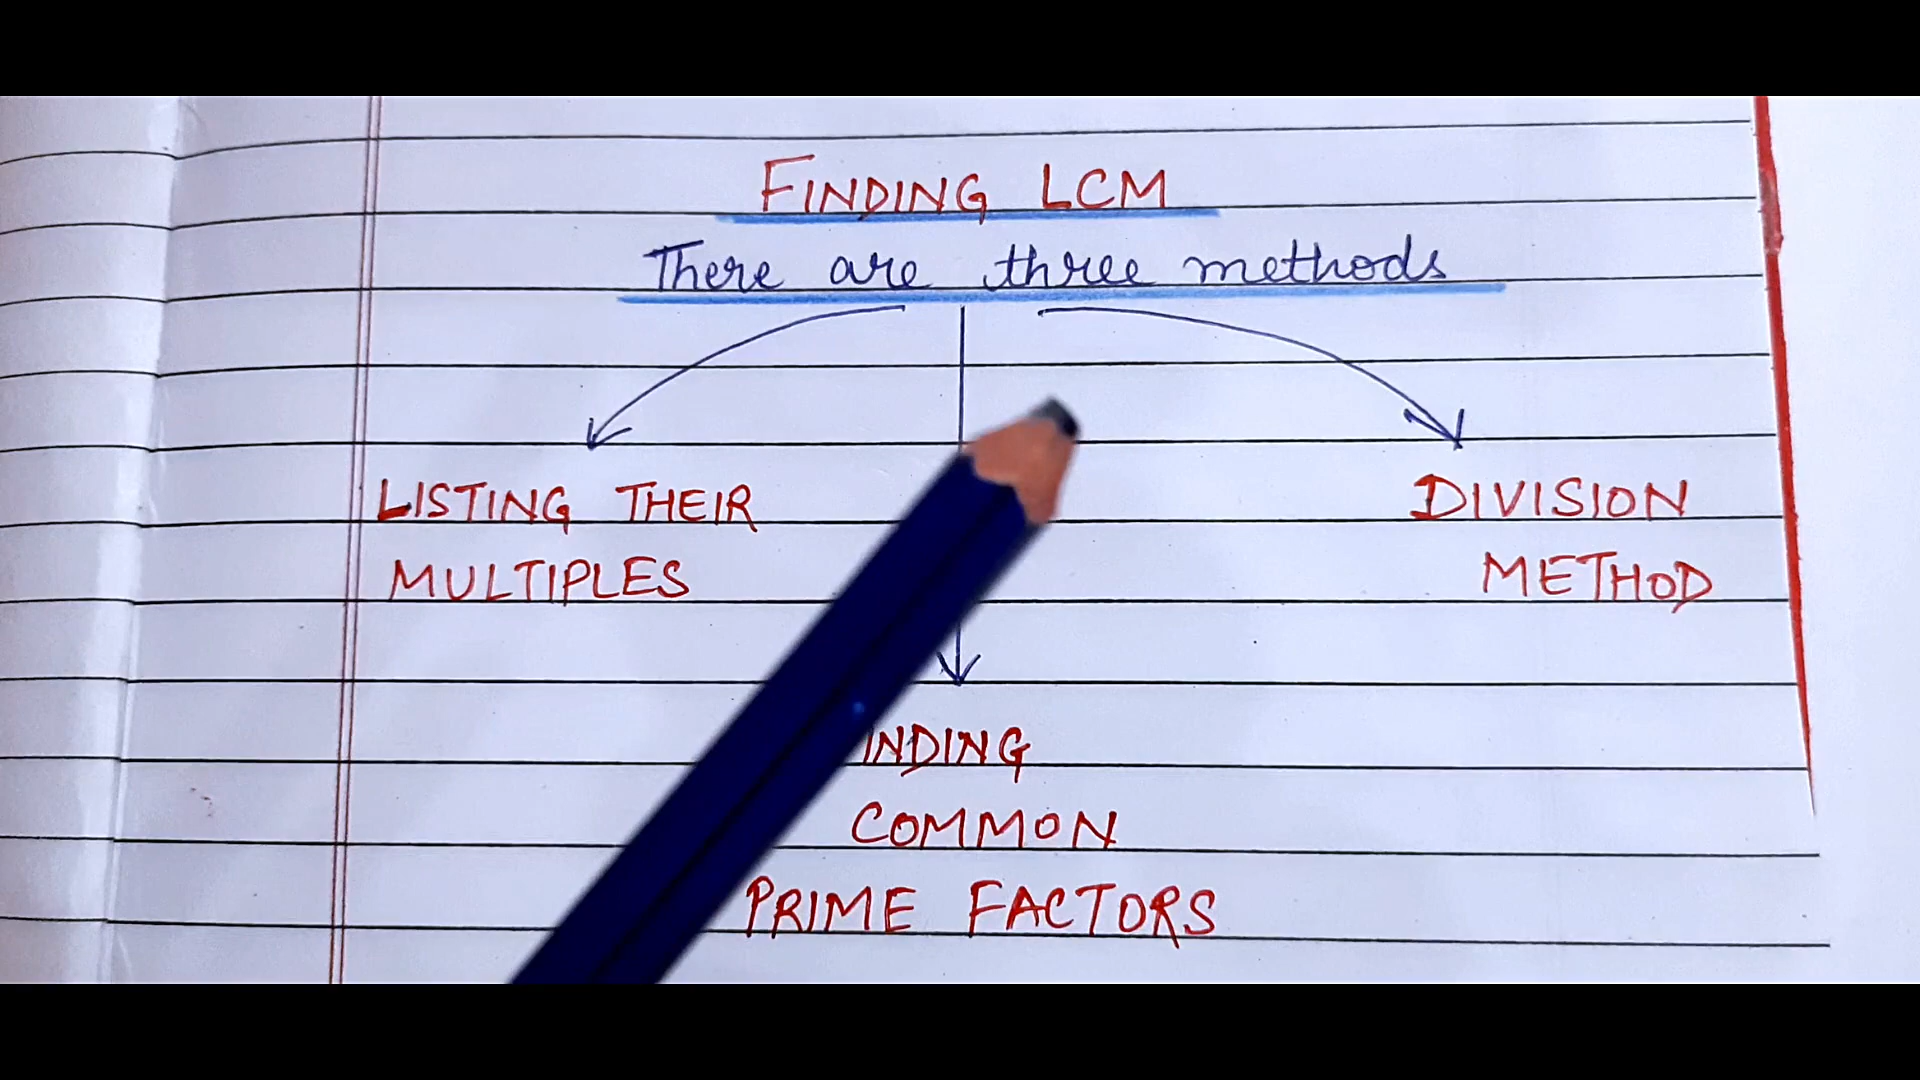 FINDING LCM
There are three methods
LISTING THEIR
MULTIPLES
DIVISION
METHOD
INDING
COMMON
PRIME FACTORS